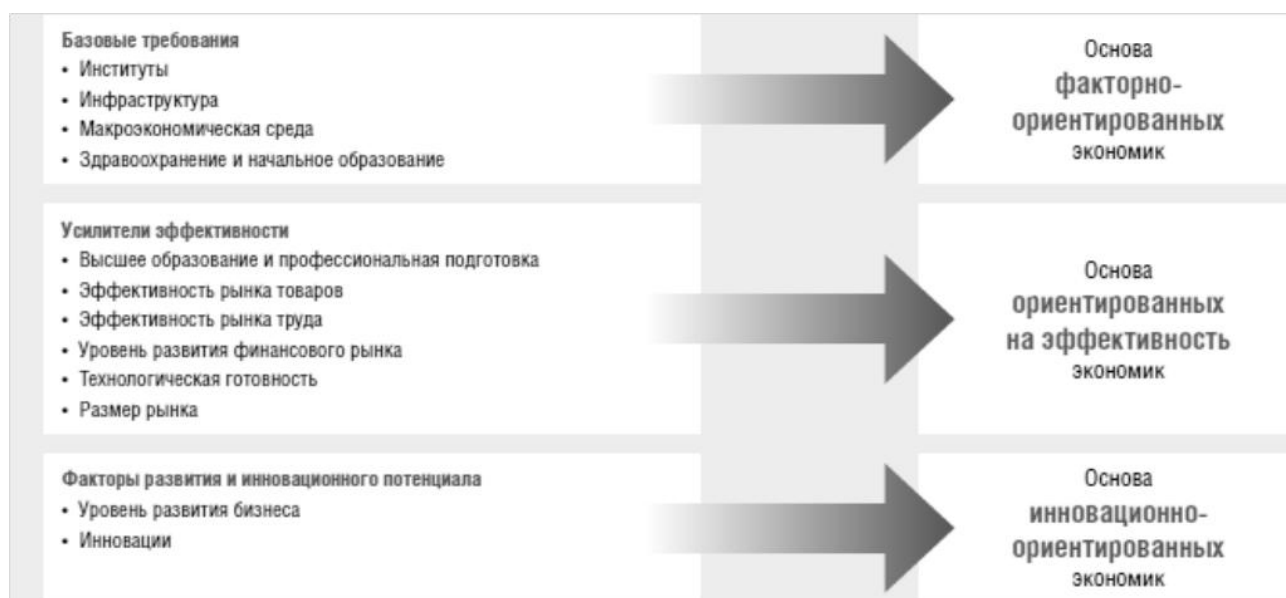 Базовые требования
• Институты
• Инфраструктура
• Макроэкономическая среда
• Здравоохранение и начальное образование
Основа
факторно-
ориентированных
экономик
Усилители эффективности
• Высшее образование и профессиональная подготовка
• Эффективность рынка товаров
• Эффективность рынка труда
• Уровень развития финансового рынка
• Технологическая готовность
• Размер рынка
Основа
ориентированных
на эффективность
экономик
Факторы развития и инновационного потенциала
• Уровень развития бизнеса
• Инновации
Основа
инновационно-
ориентированных
экономик